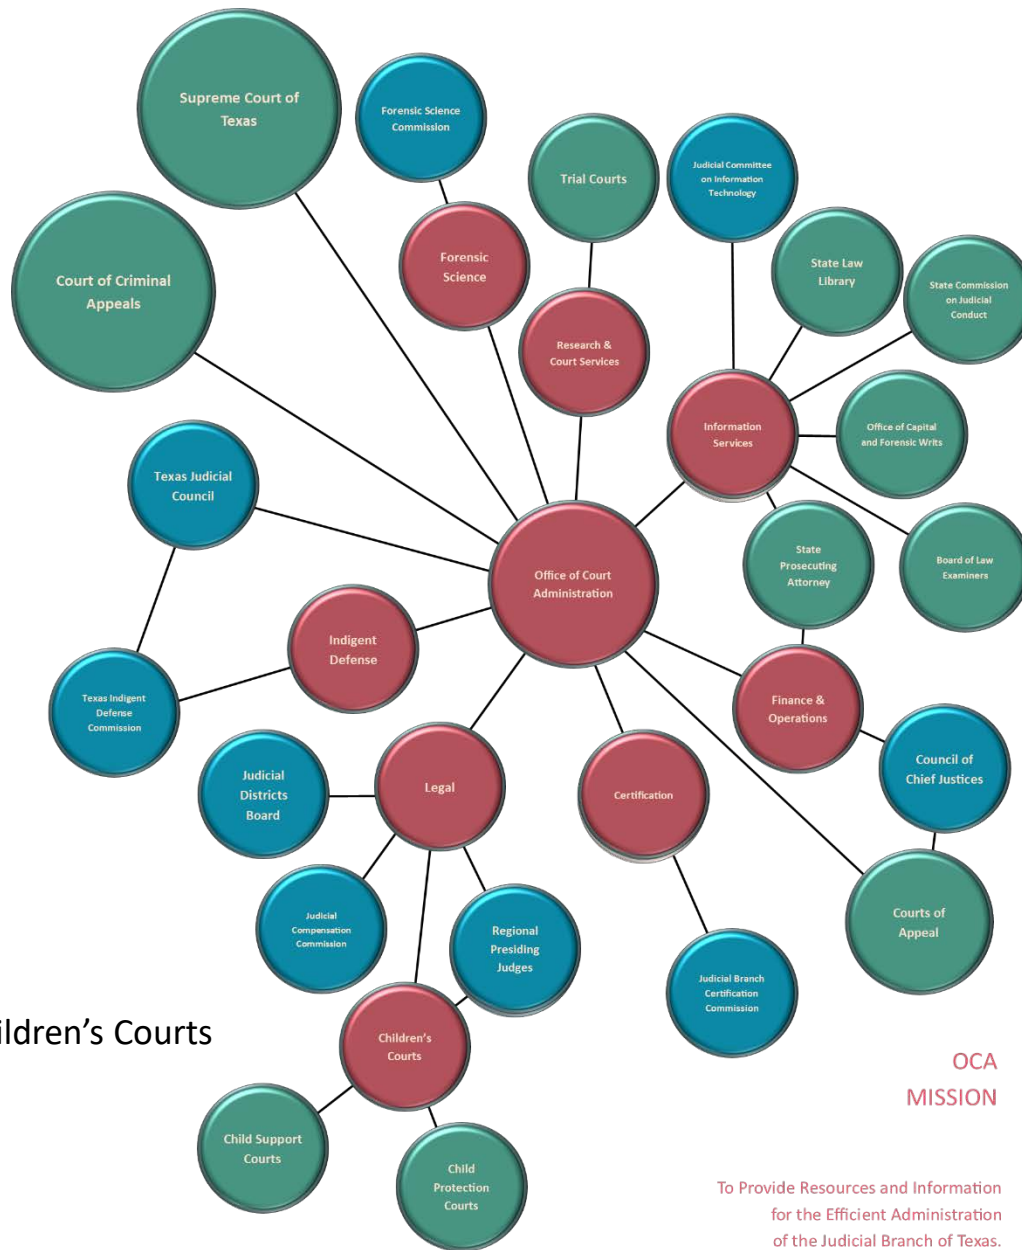 Supreme Court of
Texas
Forensic Science
Commission
Trial Courts
Judicial Committee
on Information
Technology
Court of Criminal
Appeals
Forensic
Science
State Law
Library
State Commission
on Judicial
Conduct
Research &
Court Services
Information
Services
Office of Capital
and Forensic Writs
Texas Judicial
Council
Office of Court
Administration
State
Prosecuting
Attorney
Board of Law
Examiners
Indigent
Defense
Texas Indigent
Defense
Commission
Finance &
Operations
Judicial
Districts
Board
Legal
Certification
Council of
Chief Justices
Judicial
Compensation
Commission
Regional
Presiding
Judges
Courts of
Appeal
Judicial Branch
Certification
Commission
ildren’s Courts
Children’s
Courts
Child Support
Courts
Child
Protection
Courts
OCA
MISSION
To Provide Resources and Information
for the Efficient Administration
of the Judicial Branch of Texas.